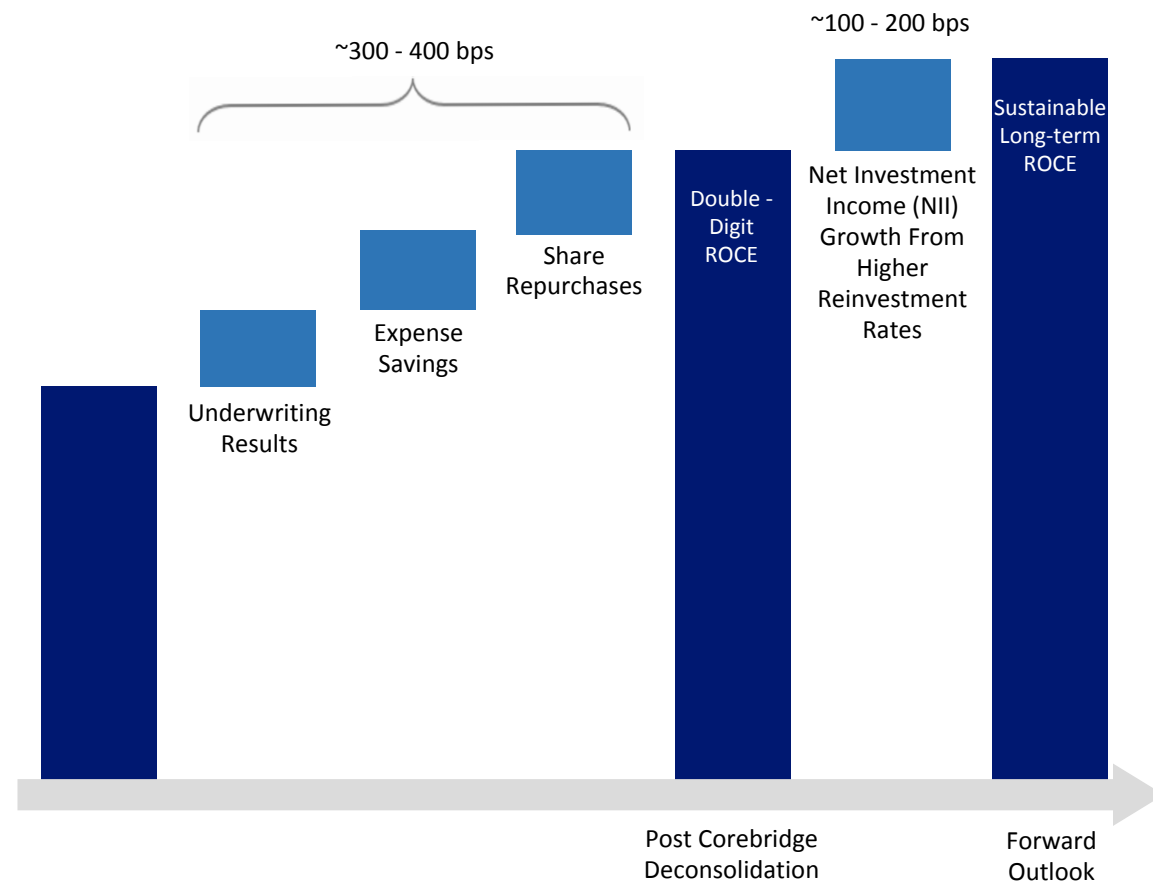 ~100 - 200 bps
~300 - 400 bps
Underwriting
Results
Expense
Savings
Share
Repurchases
Double -
Digit
ROCE
Net Investment
Income (NII)
Growth From
Higher
Reinvestment
Rates
Sustainable
Long-term
ROCE
Post Corebridge
Deconsolidation
Forward
Outlook